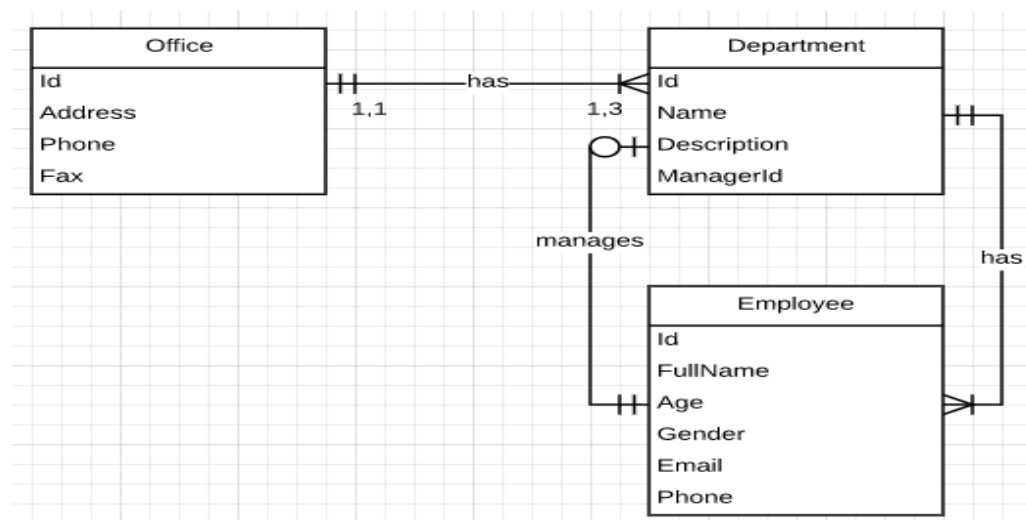 Office
Id
Address
Phone
Fax
has
1,1
1,3
Department
Id
Name
Description
ManagerId
manages
has
Employee
Id
FullName
Age
Gender
Email
Phone